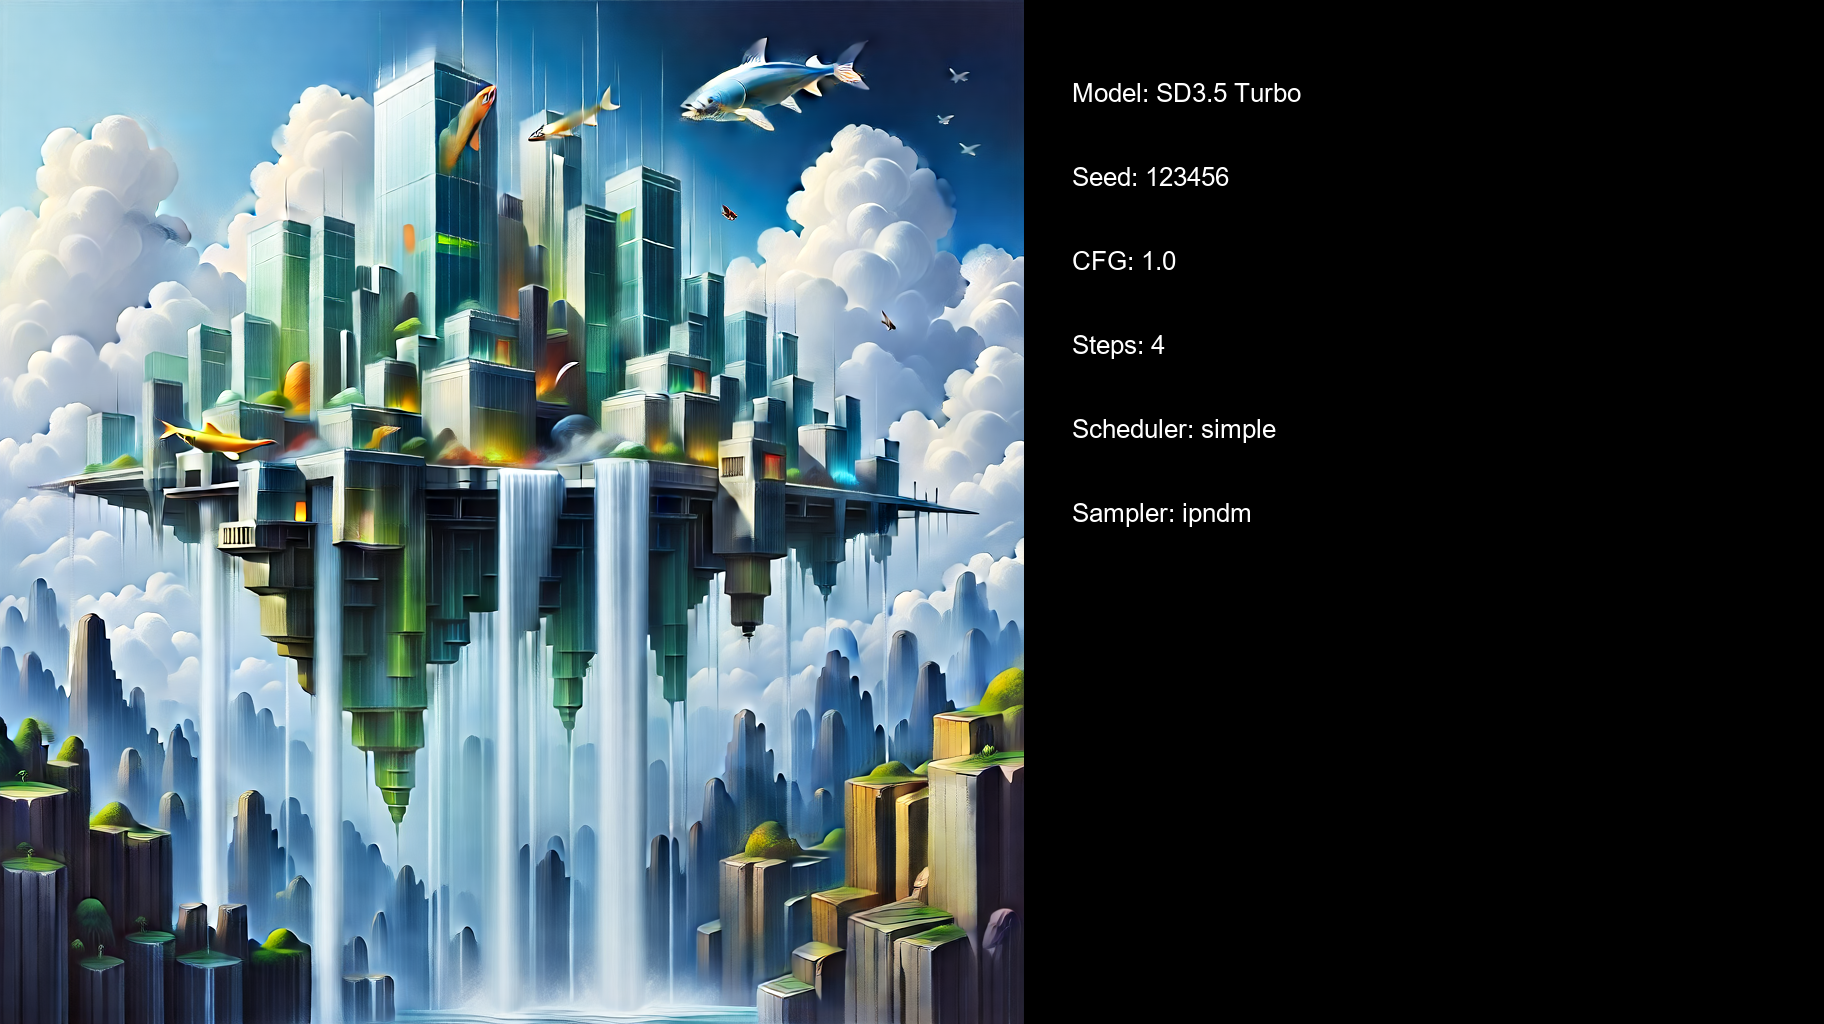 Model: SD3.5 Turbo
Seed: 123456
CFG: 1.0
Steps: 4
Scheduler: simple
Sampler: ipndm